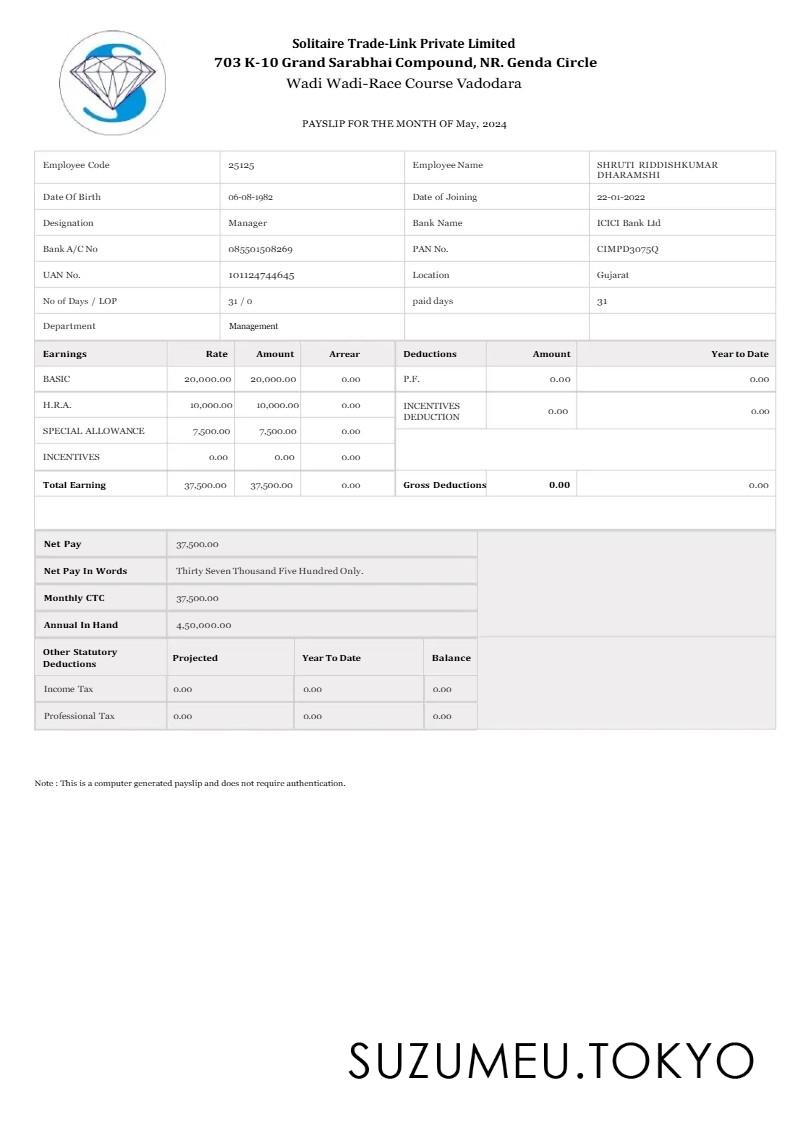 Solitaire Trade-Link Private Limited
703 K-10 Grand Sarabhai Compound, NR. Genda Circle
Wadi Wadi-Race Course Vadodara
PAYSLIP FOR THE MONTH OF May, 2024
Employee Code 25125 Employee Name SHRUTI RIDDISHKUMAR
DHARAMSHI
Date Of Birth 06-08-1982 Date of Joining 22-01-2022
Designation Manager Bank Name ICICI Bank Ltd
Bank A/C No 085501508269 PAN No. CIMPD3075Q
UAN No. 101124744645 Location Gujarat
No of Days / LOP 31 / 0 paid days 31
Department Management
Earnings Rate Amount Arrear Deductions Amount Year to Date
BASIC 20,000.00 20,000.00 0.00 P.F. 0.00 0.00
H.R.A. 10,000.00 10,000.00 0.00 INCENTIVES
DEDUCTION 0.00 0.00
SPECIAL ALLOWANCE 7,500.00 7,500.00 0.00
INCENTIVES 0.00 0.00 0.00
Total Earning 37,500.00 37,500.00 0.00 Gross Deductions 0.00 0.00
Net Pay 37,500.00
Net Pay In Words Thirty Seven Thousand Five Hundred Only.
Monthly CTC 37,500.00
Annual In Hand 4,50,000.00
Other Statutory
Deductions Projected Year To Date Balance
Income Tax 0.00 0.00 0.00
Professional Tax 0.00 0.00 0.00
Note : This is a computer generated payslip and does not require authentication.
SUZUMEU.TOKYO